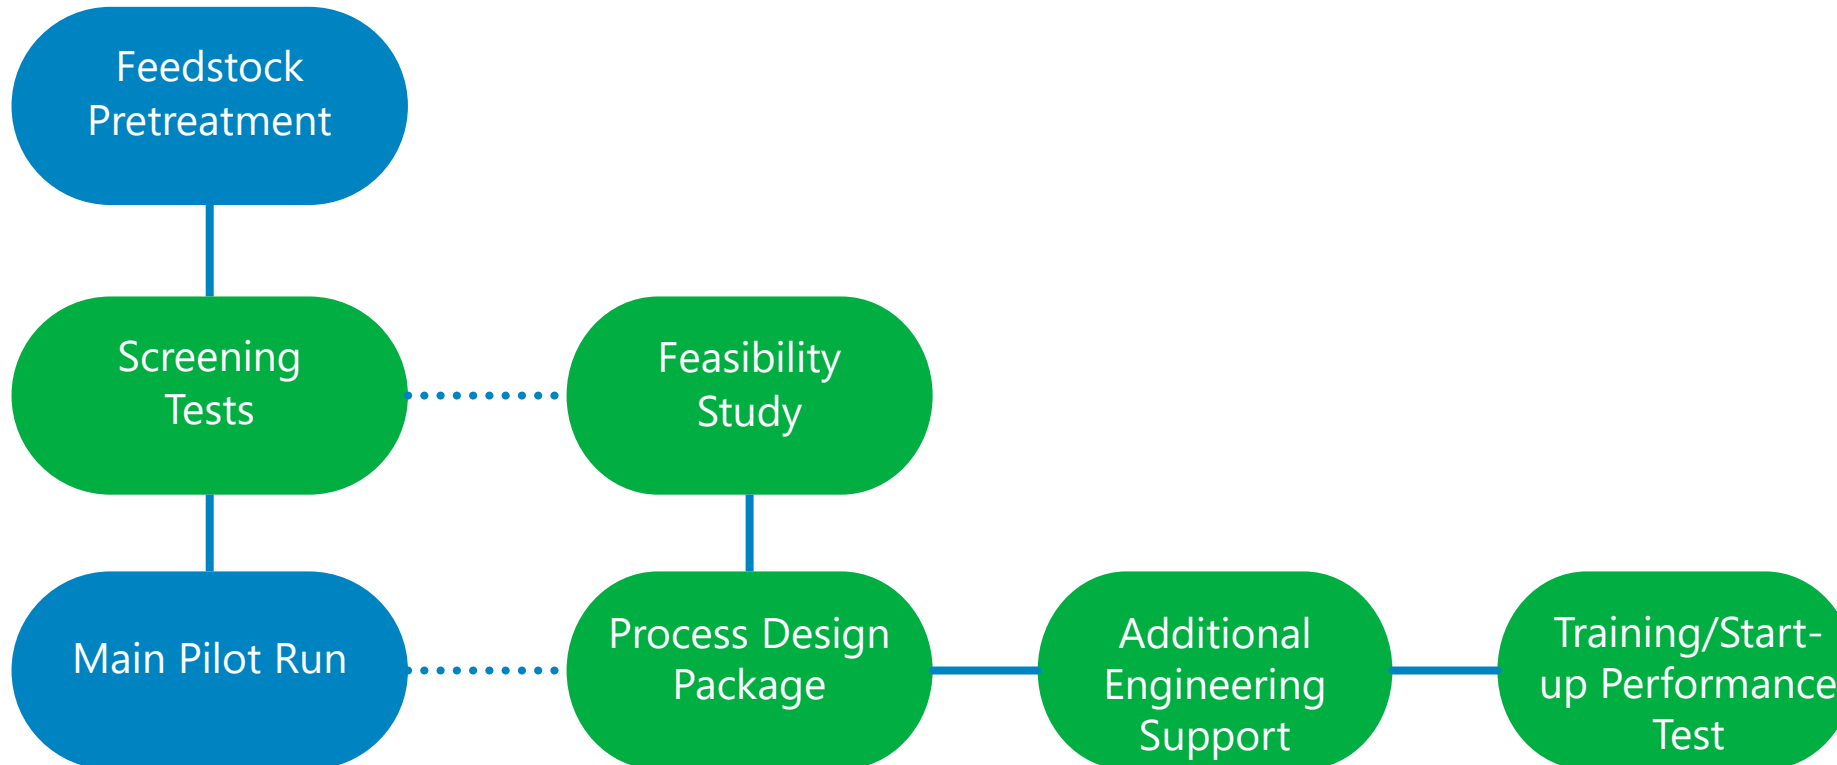 Feedstock
Pretreatment
Screening
Tests
Feasibility
Study
Main Pilot Run
Process Design
Package
Additional
Engineering
Support
Training/Start-
up Performance
Test